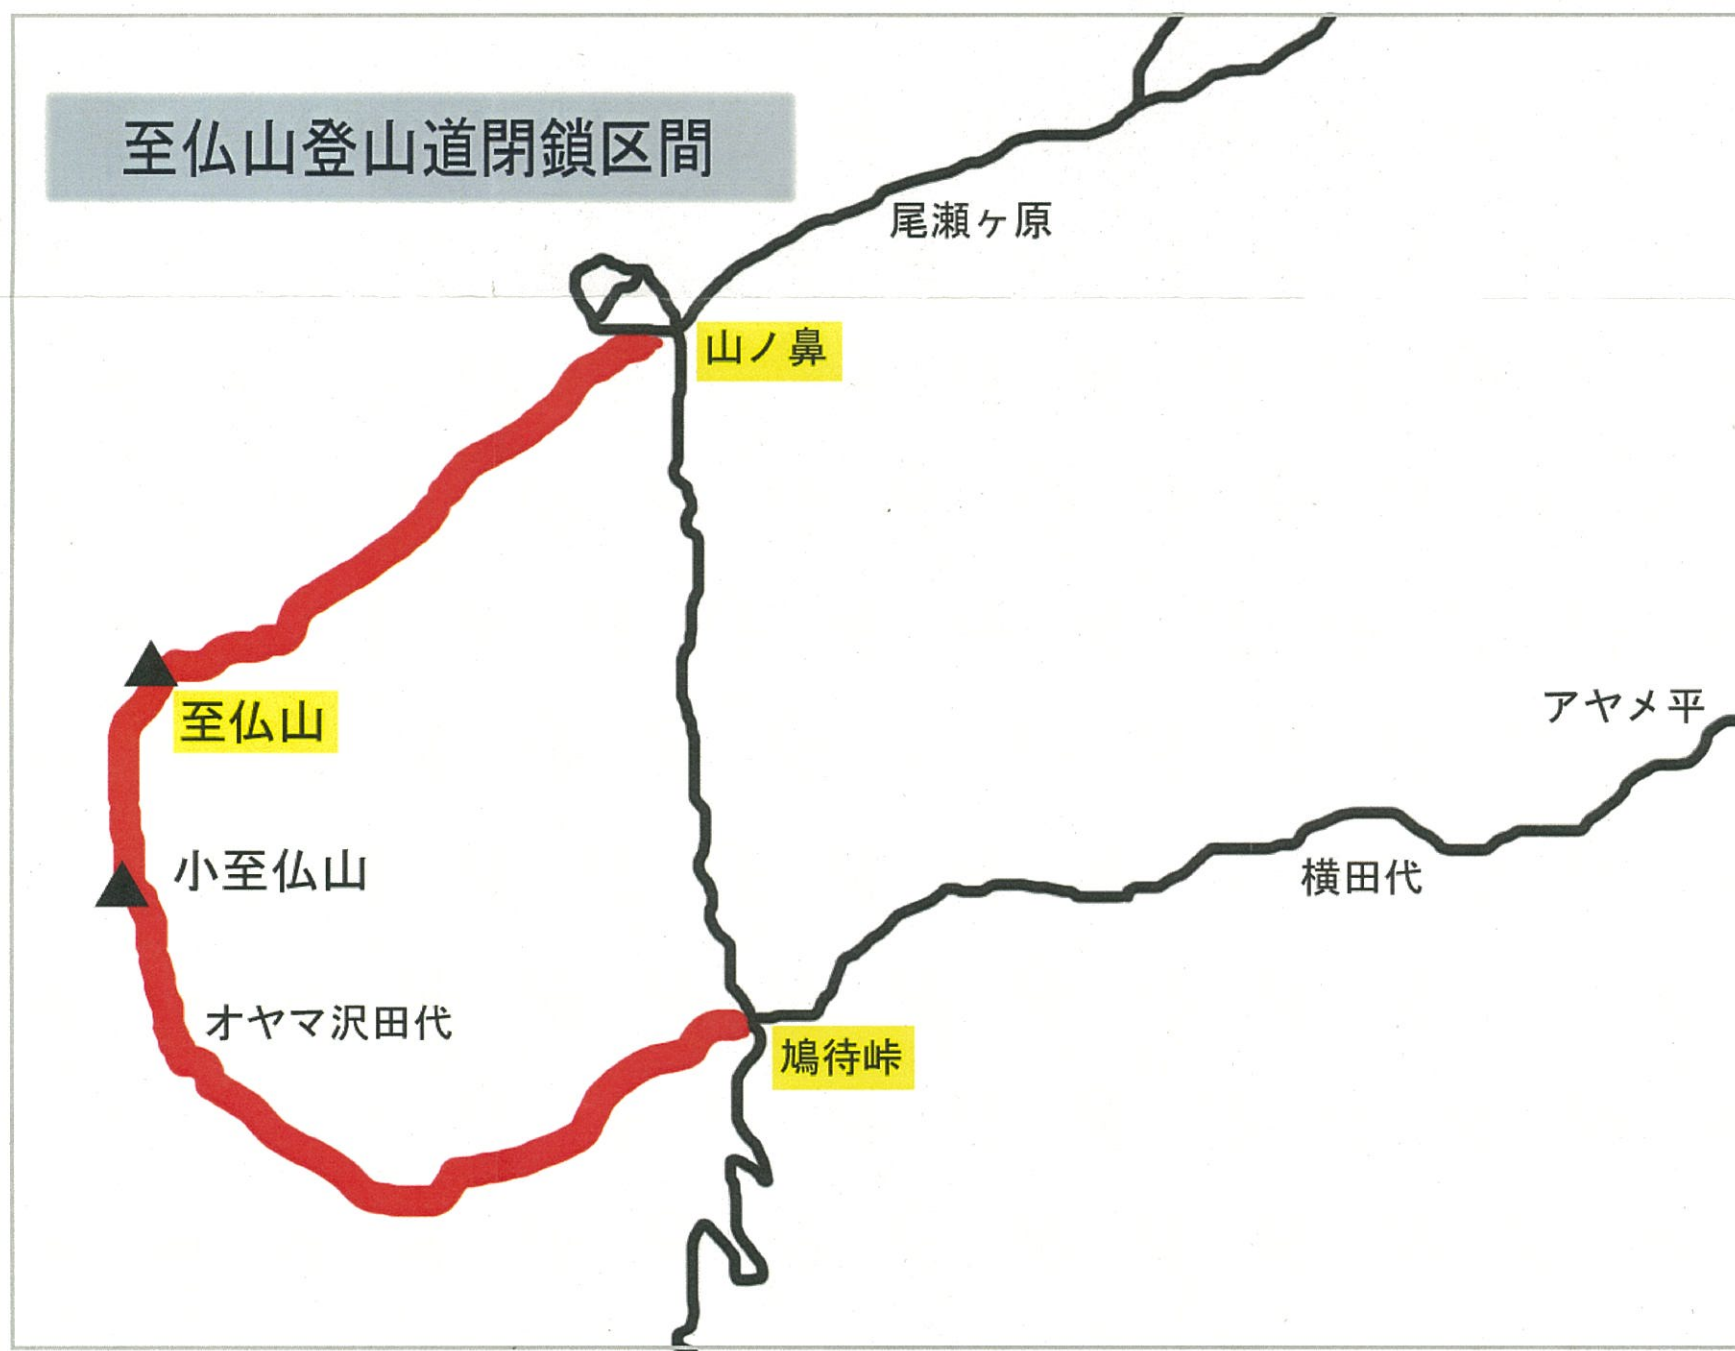 至仏山登山道閉鎖区間
尾瀬ヶ原
山ノ鼻
至仏山
アヤメ平
小至仏山
横田代
オヤマ沢田代
鳩待峠